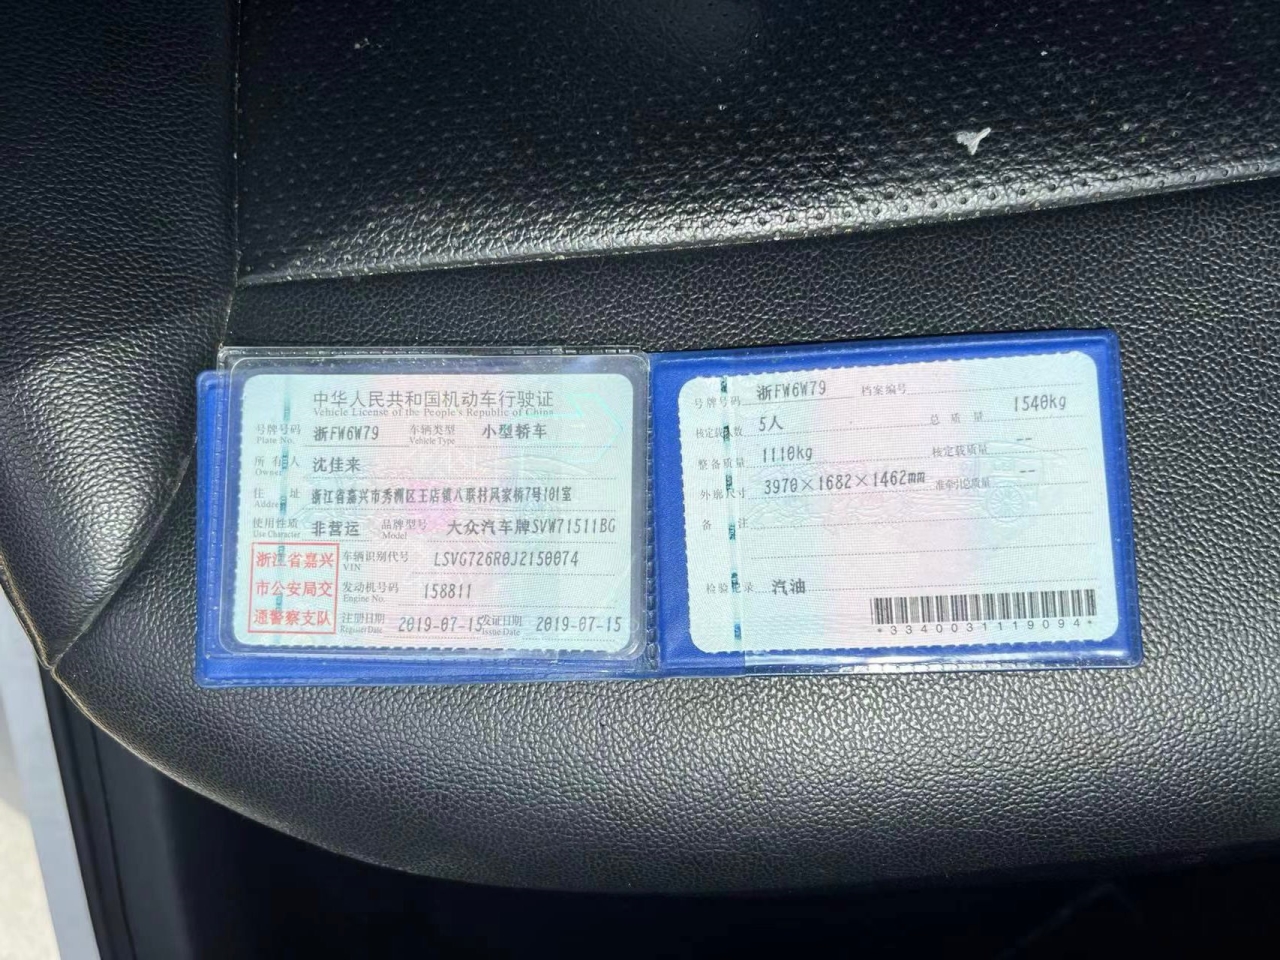 中华人民共和国机动车行驶证
Vehicle License of the People's Republic of China
号牌号码 浙FW6W79 车辆类型 小型轿车
Plate No. Vehicle Type
所有人 沈佳来
Owner
住址 浙江省嘉兴市秀洲区王店镇八联村风家桥7号101室
Address
使用性质 非营运 品牌型号 大众汽车牌SVW71511BG
Use Character Model
浙江省嘉兴
市公安局交
通警察支队
车辆识别代号 LSVG726R0J2150074
VIN
发动机号码 158811
Engine No.
注册日期 2019-07-15 发证日期 2019-07-15
Register Date Issue Date
号牌号码 浙FW6W79 档案编号
核定载人数 5人 总质量 1540kg
整备质量 1110kg 核定载质量 --
外廓尺寸 3970×1682×1462mm 准牵引总质量 --
备注
检验记录 汽油
*3340031119094*